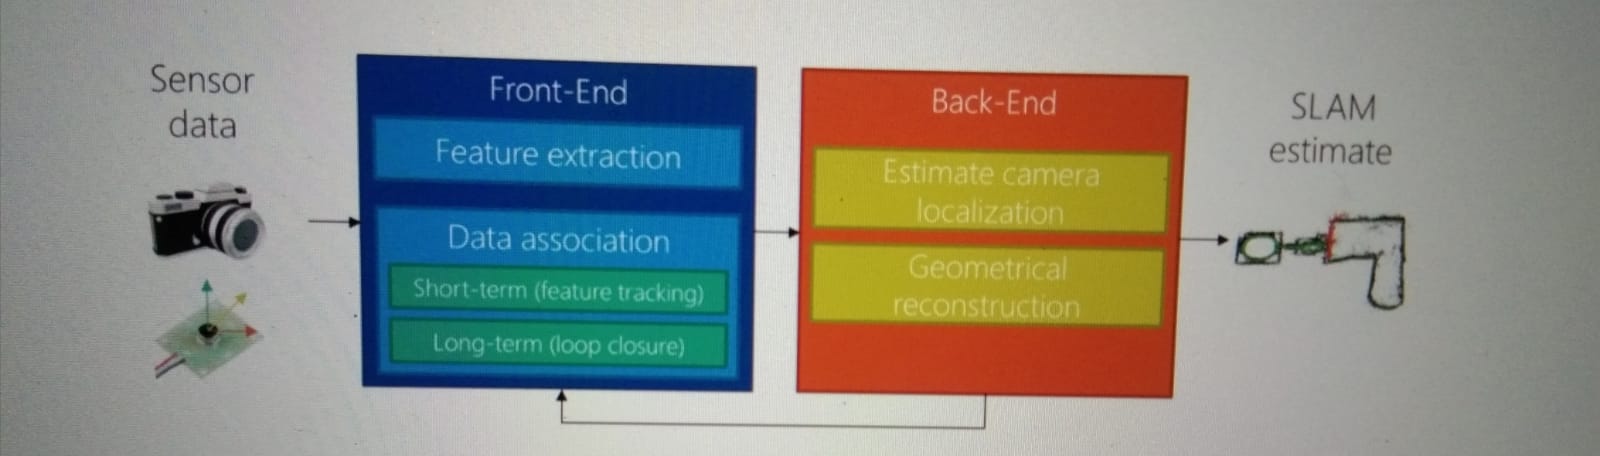 Sensor
data
Front-End
Feature extraction
Data association
Short-term (feature tracking)
Long-term (loop closure)
Back-End
Estimate camera
localization
Geometrical
reconstruction
SLAM
estimate